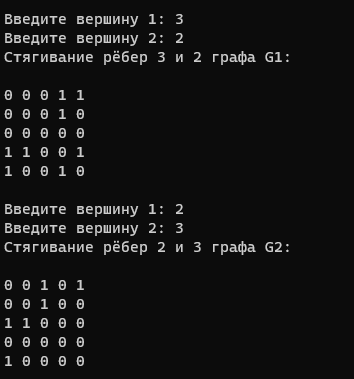 Введите вершину 1: 3
Введите вершину 2: 2
Стягивание рёбер 3 и 2 графа G1:
0 0 0 1 1
0 0 0 1 0
0 0 0 0 0
1 1 0 0 1
1 0 0 1 0
Введите вершину 1: 2
Введите вершину 2: 3
Стягивание рёбер 2 и 3 графа G2:
0 0 1 0 1
0 0 1 0 0
1 1 0 0 0
0 0 0 0 0
1 0 0 0 0